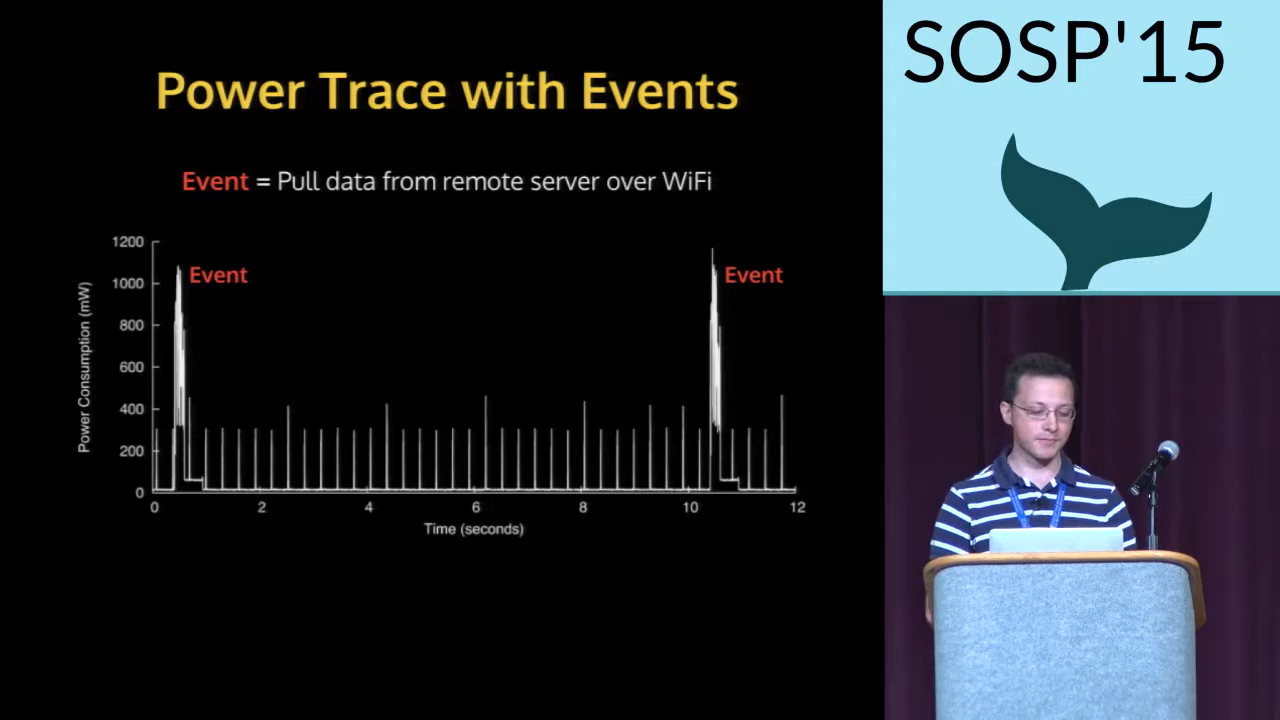 SOSP'15
Power Trace with Events
Event = Pull data from remote server over WiFi
Power Consumption (mW)
1200
1000
800
600
400
200
0
Event
Event
0 2 4 6 8 10 12
Time (seconds)